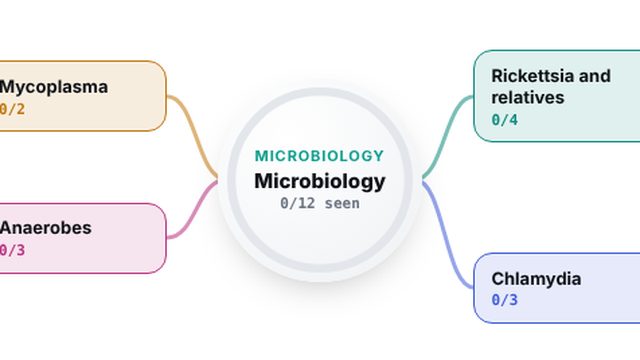 Mycoplasma
0/2
Anaerobes
0/3
MICROBIOLOGY
Microbiology
0/12 seen
Rickettsia and
relatives
0/4
Chlamydia
0/3